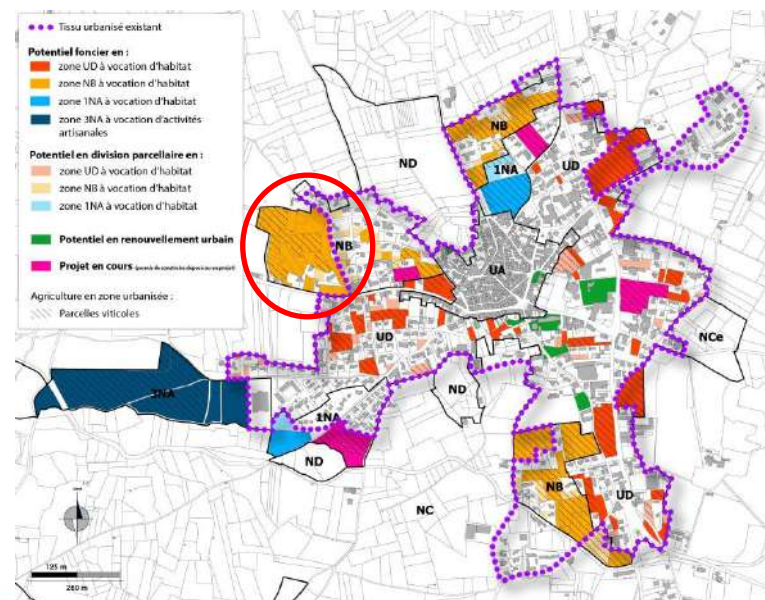 Tissu urbanisé existant
Potentiel foncier en :
zone UD à vocation d'habitat
zone NB à vocation d'habitat
zone 1NA à vocation d'habitat
zone 3NA à vocation d'activités
artisanales
Potentiel en division parcellaire en :
zone UD à vocation d'habitat
zone NB à vocation d'habitat
zone 1NA à vocation d'habitat
Potentiel en renouvellement urbain
Projet en cours
Agriculture en zone urbanisée :
Parcelles viticoles
NB
ND
1NA
UD
NB
UA
NCe
UD
3NA
1NA
ND
ND
NC
NB
UD
125 m
250 m